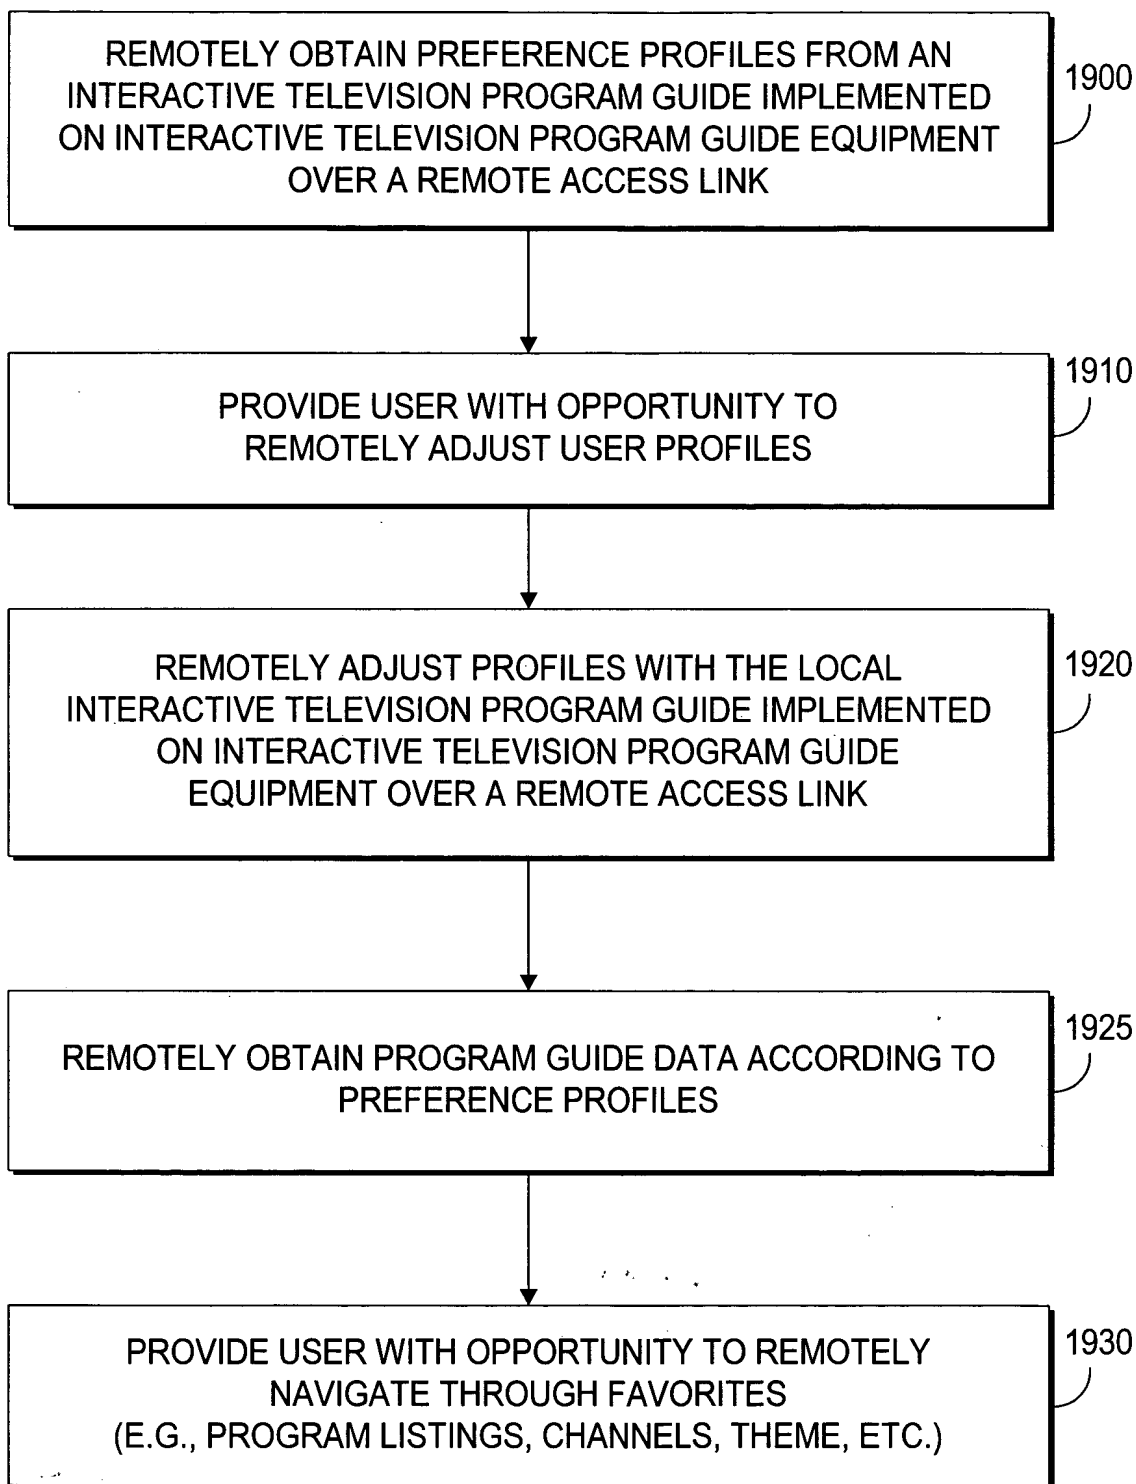 REMOTELY OBTAIN PREFERENCE PROFILES FROM AN
INTERACTIVE TELEVISION PROGRAM GUIDE IMPLEMENTED
ON INTERACTIVE TELEVISION PROGRAM GUIDE EQUIPMENT
OVER A REMOTE ACCESS LINK
1900
PROVIDE USER WITH OPPORTUNITY TO
REMOTELY ADJUST USER PROFILES
1910
REMOTELY ADJUST PROFILES WITH THE LOCAL
INTERACTIVE TELEVISION PROGRAM GUIDE IMPLEMENTED
ON INTERACTIVE TELEVISION PROGRAM GUIDE
EQUIPMENT OVER A REMOTE ACCESS LINK
1920
REMOTELY OBTAIN PROGRAM GUIDE DATA ACCORDING TO
PREFERENCE PROFILES
1925
PROVIDE USER WITH OPPORTUNITY TO REMOTELY
NAVIGATE THROUGH FAVORITES
(E.G., PROGRAM LISTINGS, CHANNELS, THEME, ETC.)
1930